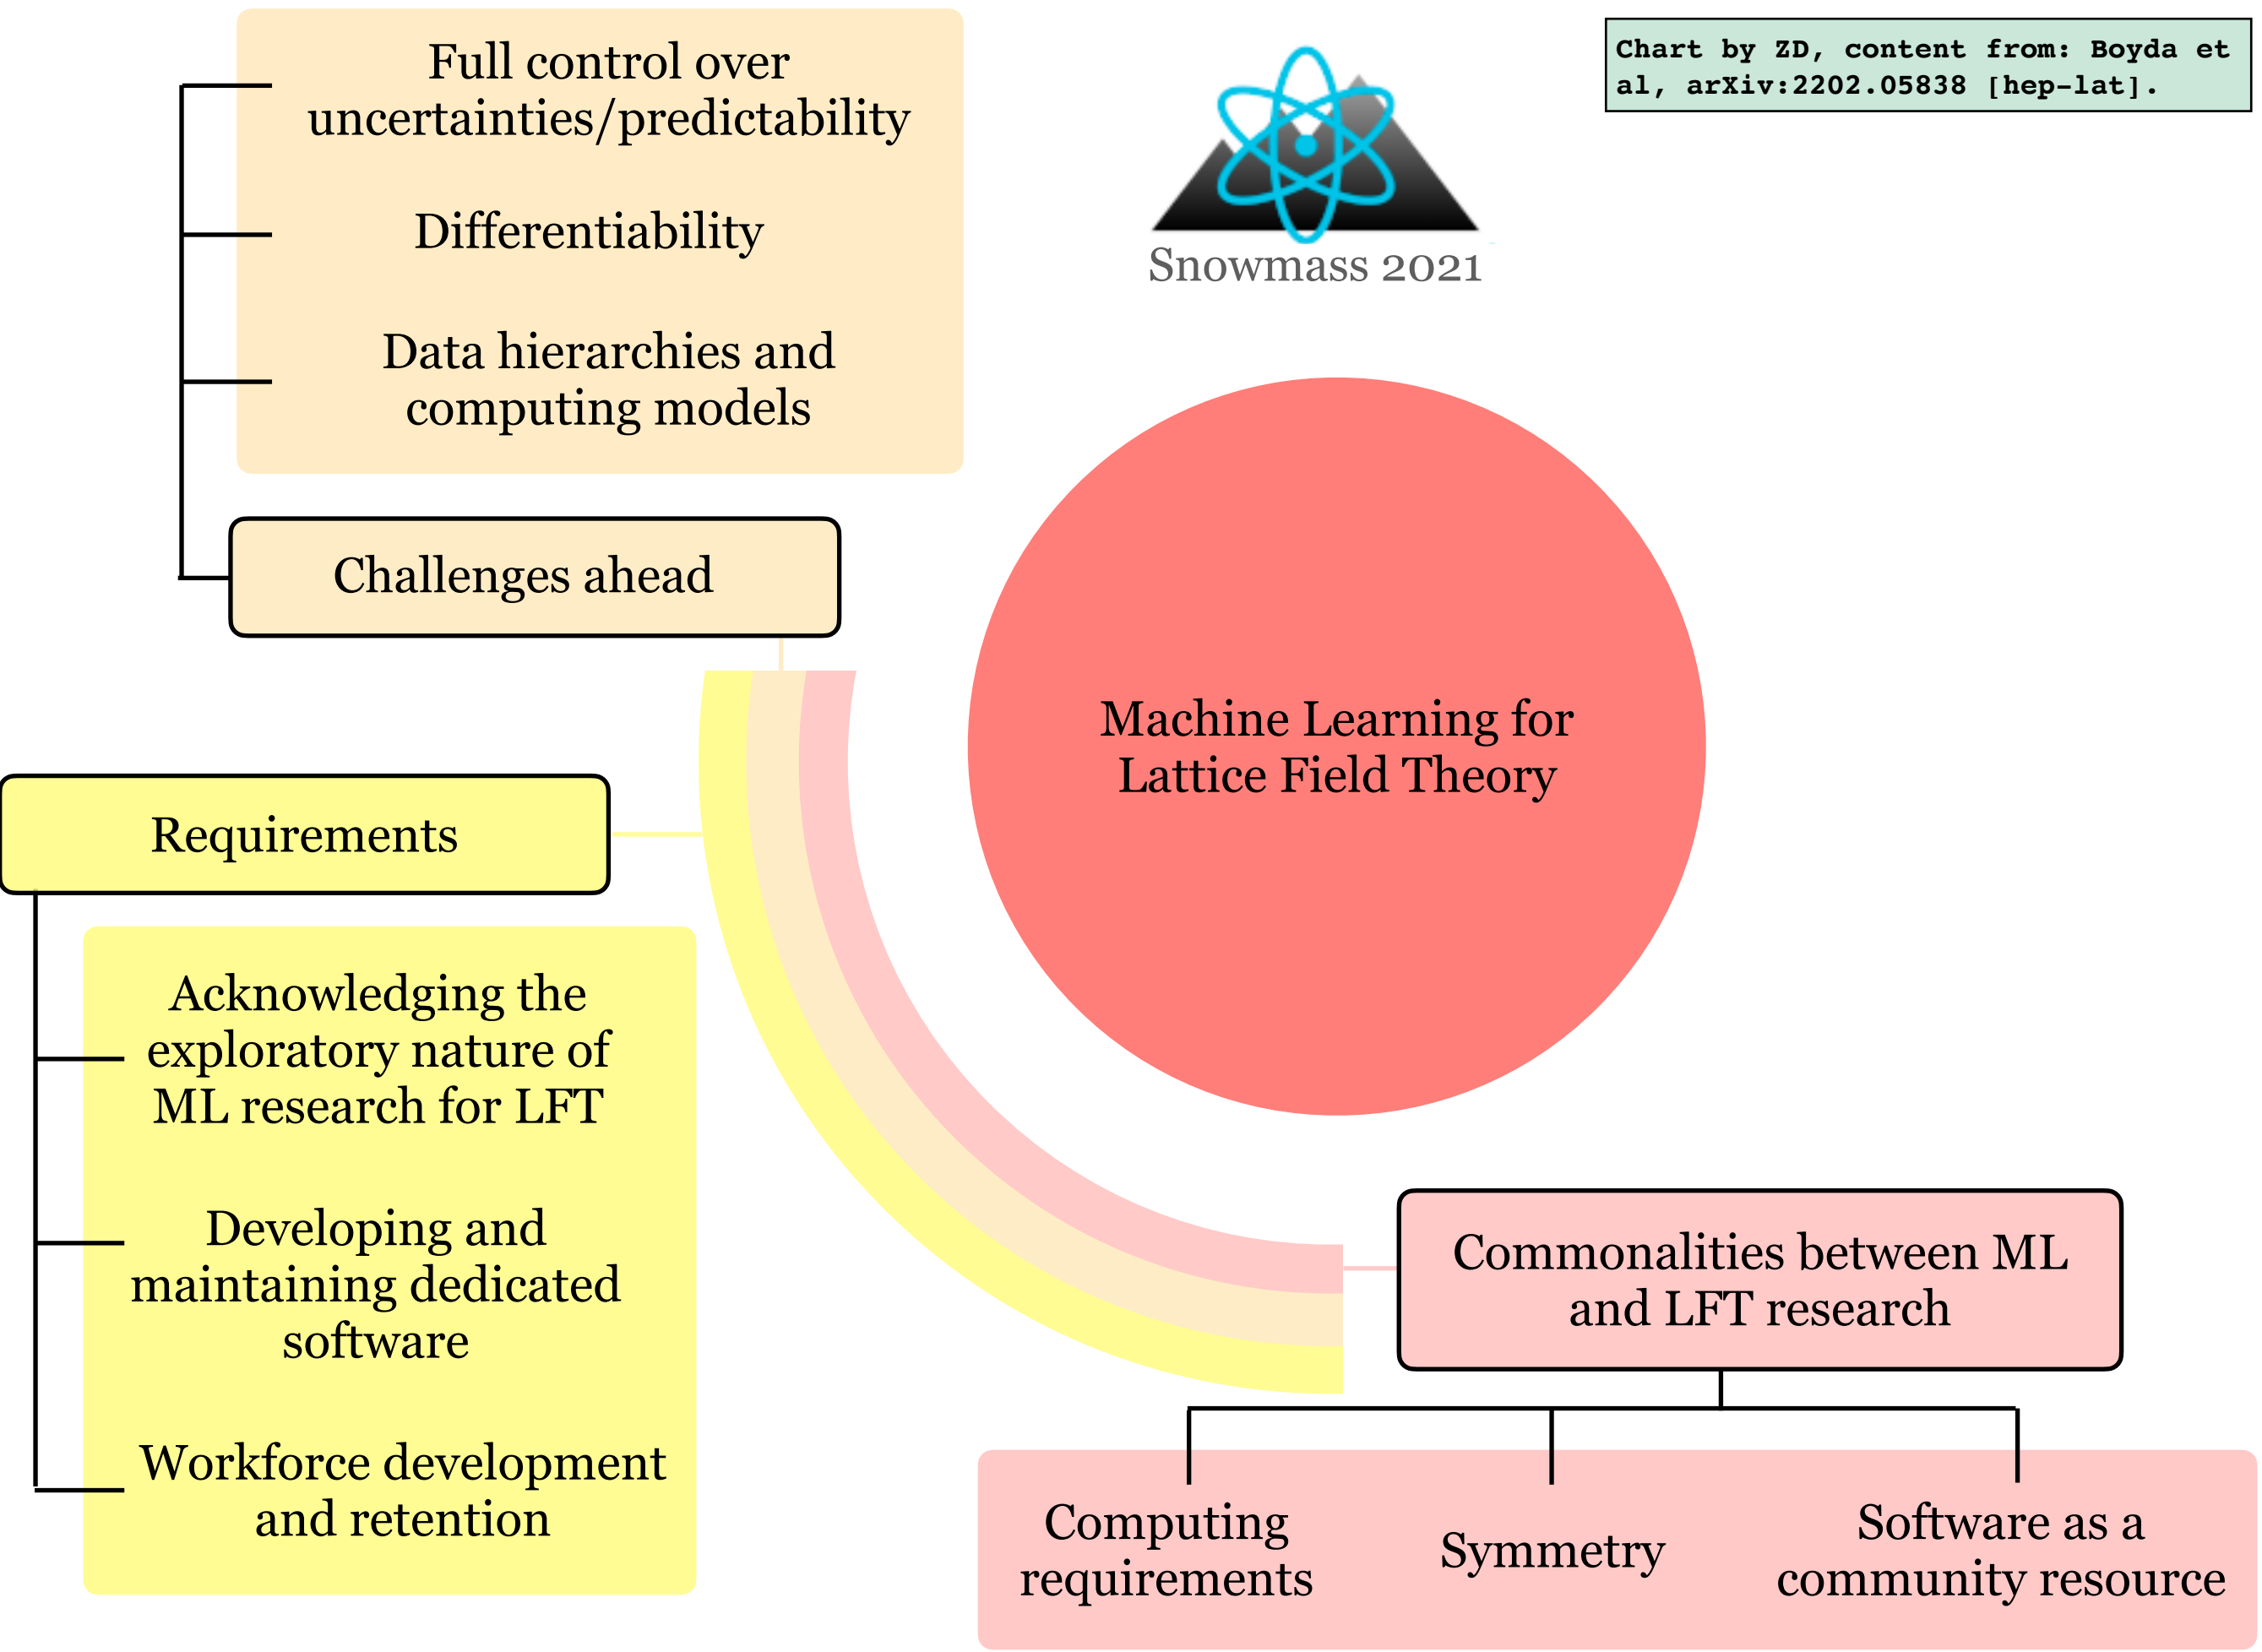 Full control over
uncertainties/predictability
Differentiability
Data hierarchies and
computing models
Challenges ahead
Snowmass 2021
Chart by ZD, content from: Boyda et
al, arXiv:2202.05838 [hep-lat].
Machine Learning for
Lattice Field Theory
Requirements
Acknowledging the
exploratory nature of
ML research for LFT
Developing and
maintaining dedicated
software
Workforce development
and retention
Commonalities between ML
and LFT research
Computing
requirements
Symmetry
Software as a
community resource